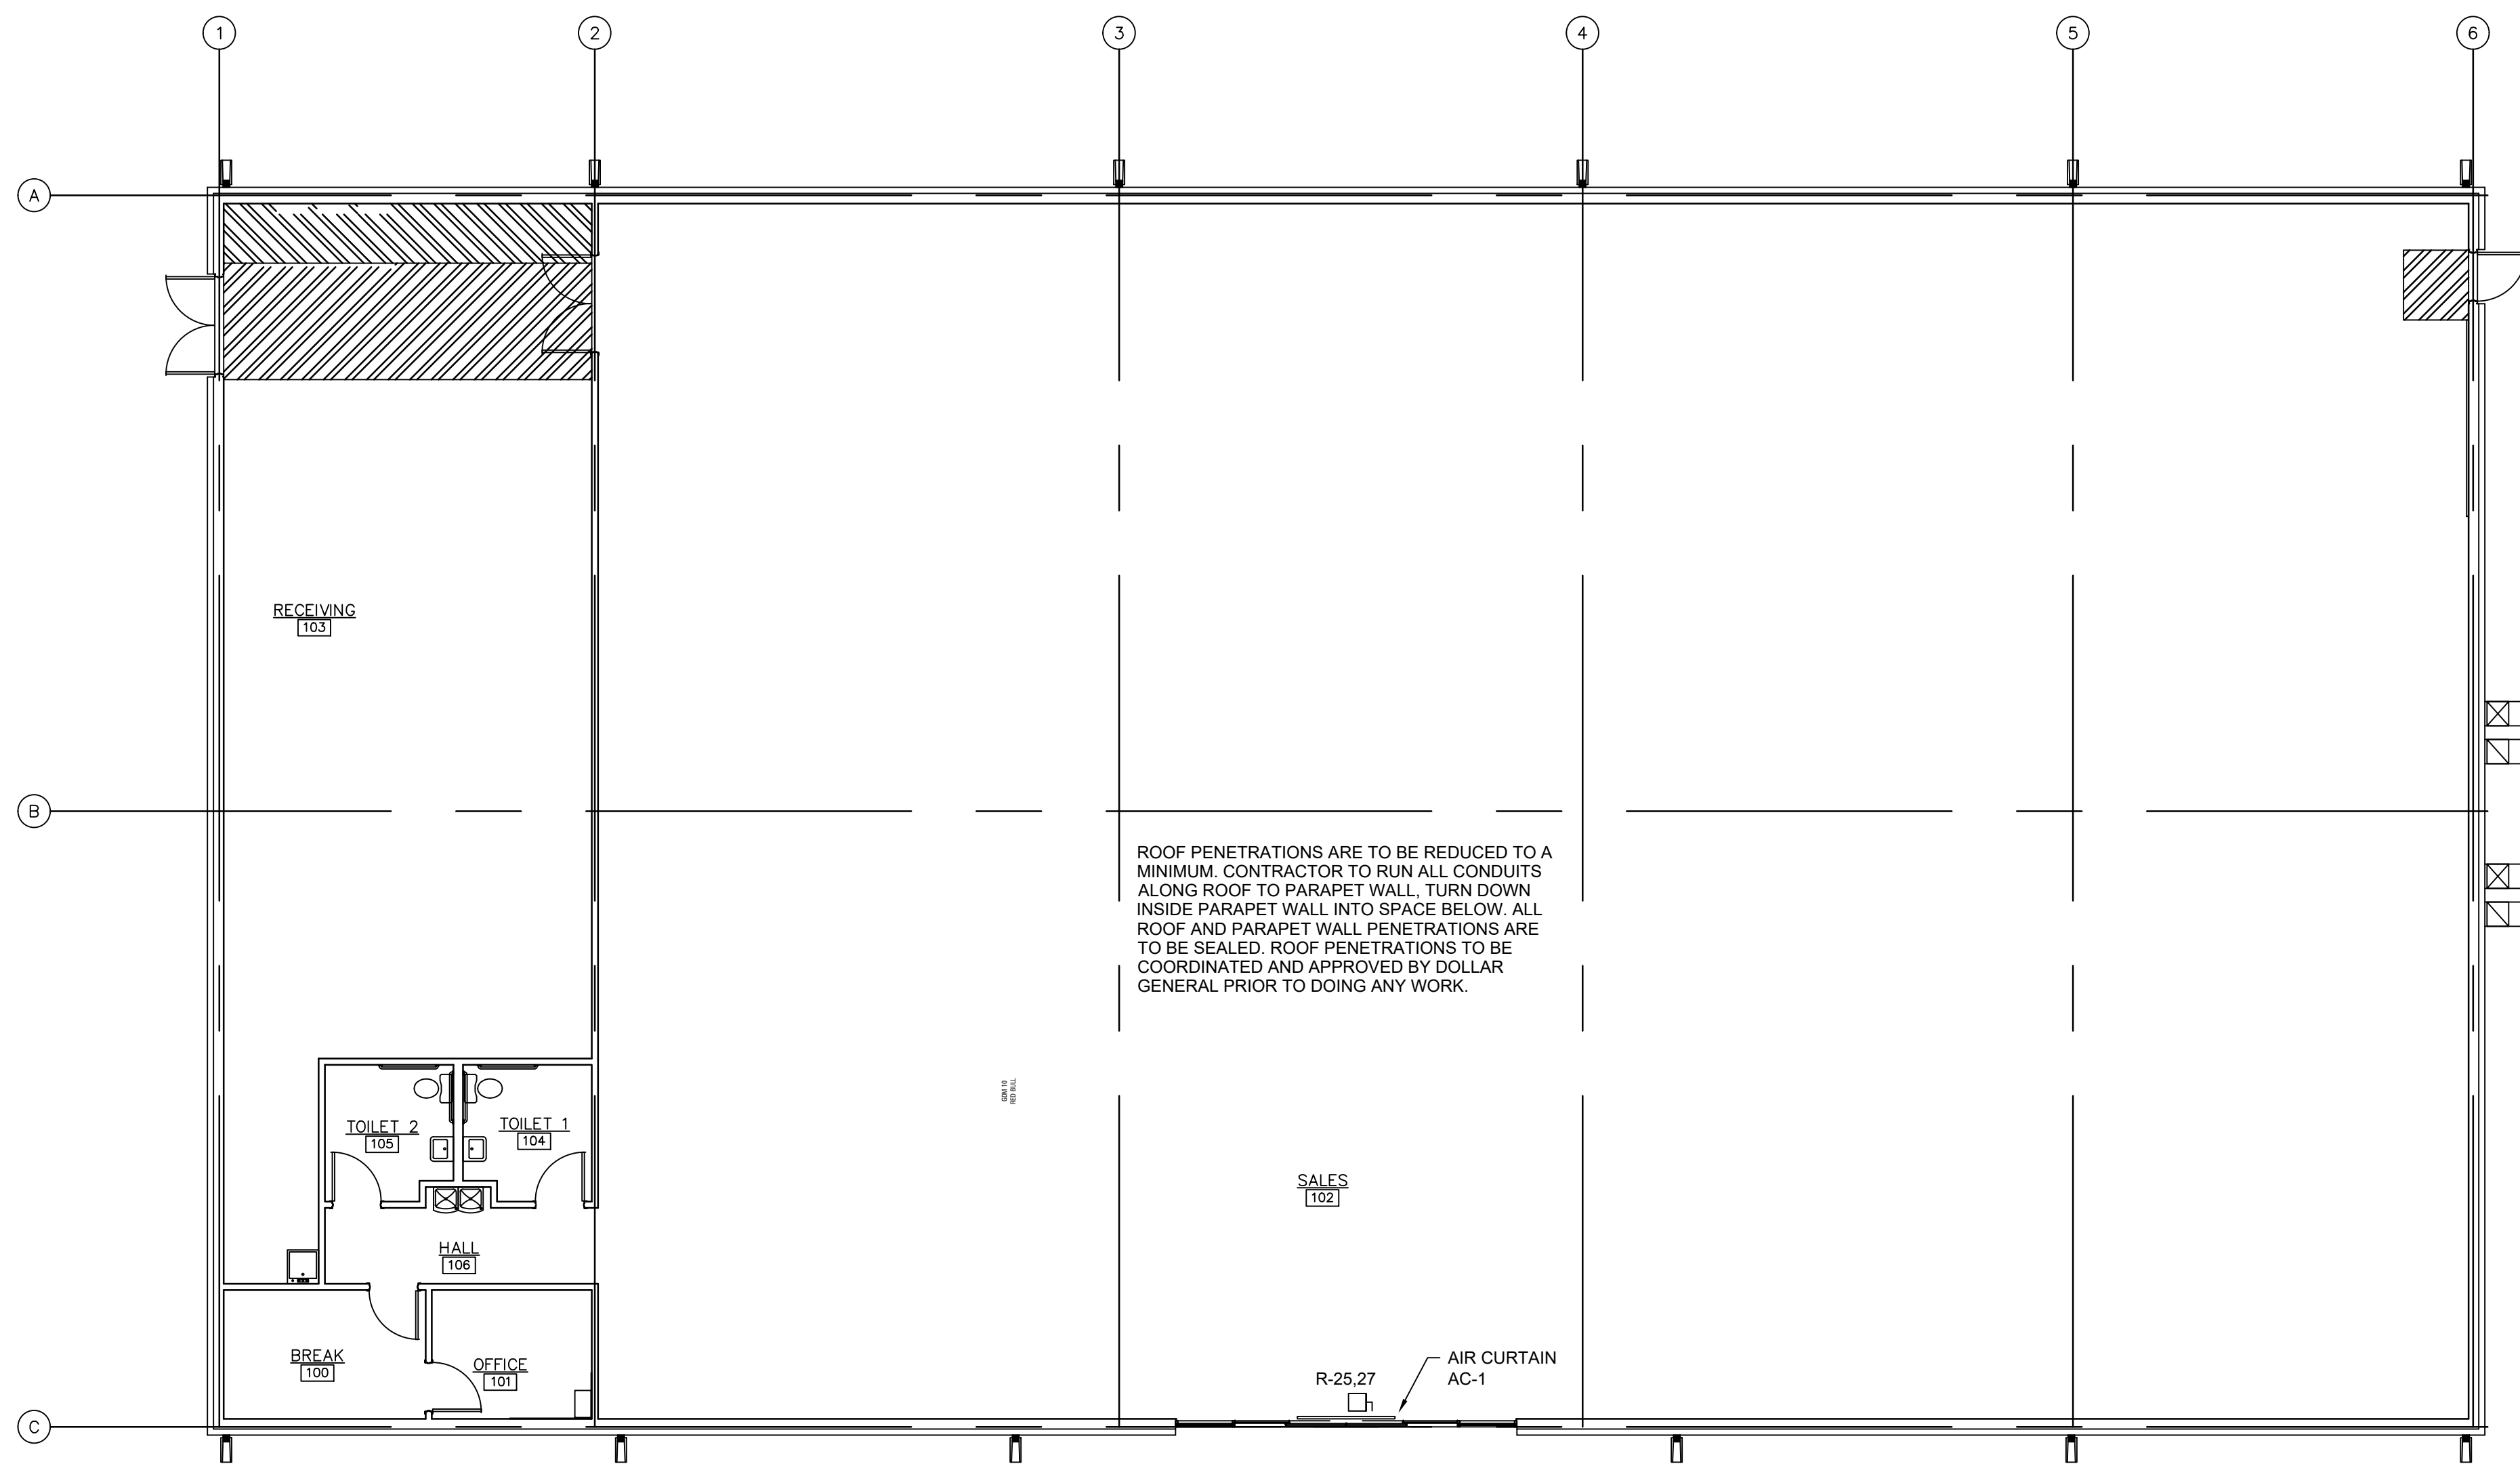 1
2
3
4
5
6
A
RECEIVING
103
B
ROOF PENETRATIONS ARE TO BE REDUCED TO A
MINIMUM. CONTRACTOR TO RUN ALL CONDUITS
ALONG ROOF TO PARAPET WALL, TURN DOWN
INSIDE PARAPET WALL INTO SPACE BELOW. ALL
ROOF AND PARAPET WALL PENETRATIONS ARE
TO BE SEALED. ROOF PENETRATIONS TO BE
COORDINATED AND APPROVED BY DOLLAR
GENERAL PRIOR TO DOING ANY WORK.
GDM 10
RED BULL
TOILET 2
105
TOILET 1
104
SALES
102
HALL
106
BREAK
100
OFFICE
101
R-25,27
AIR CURTAIN
AC-1
C